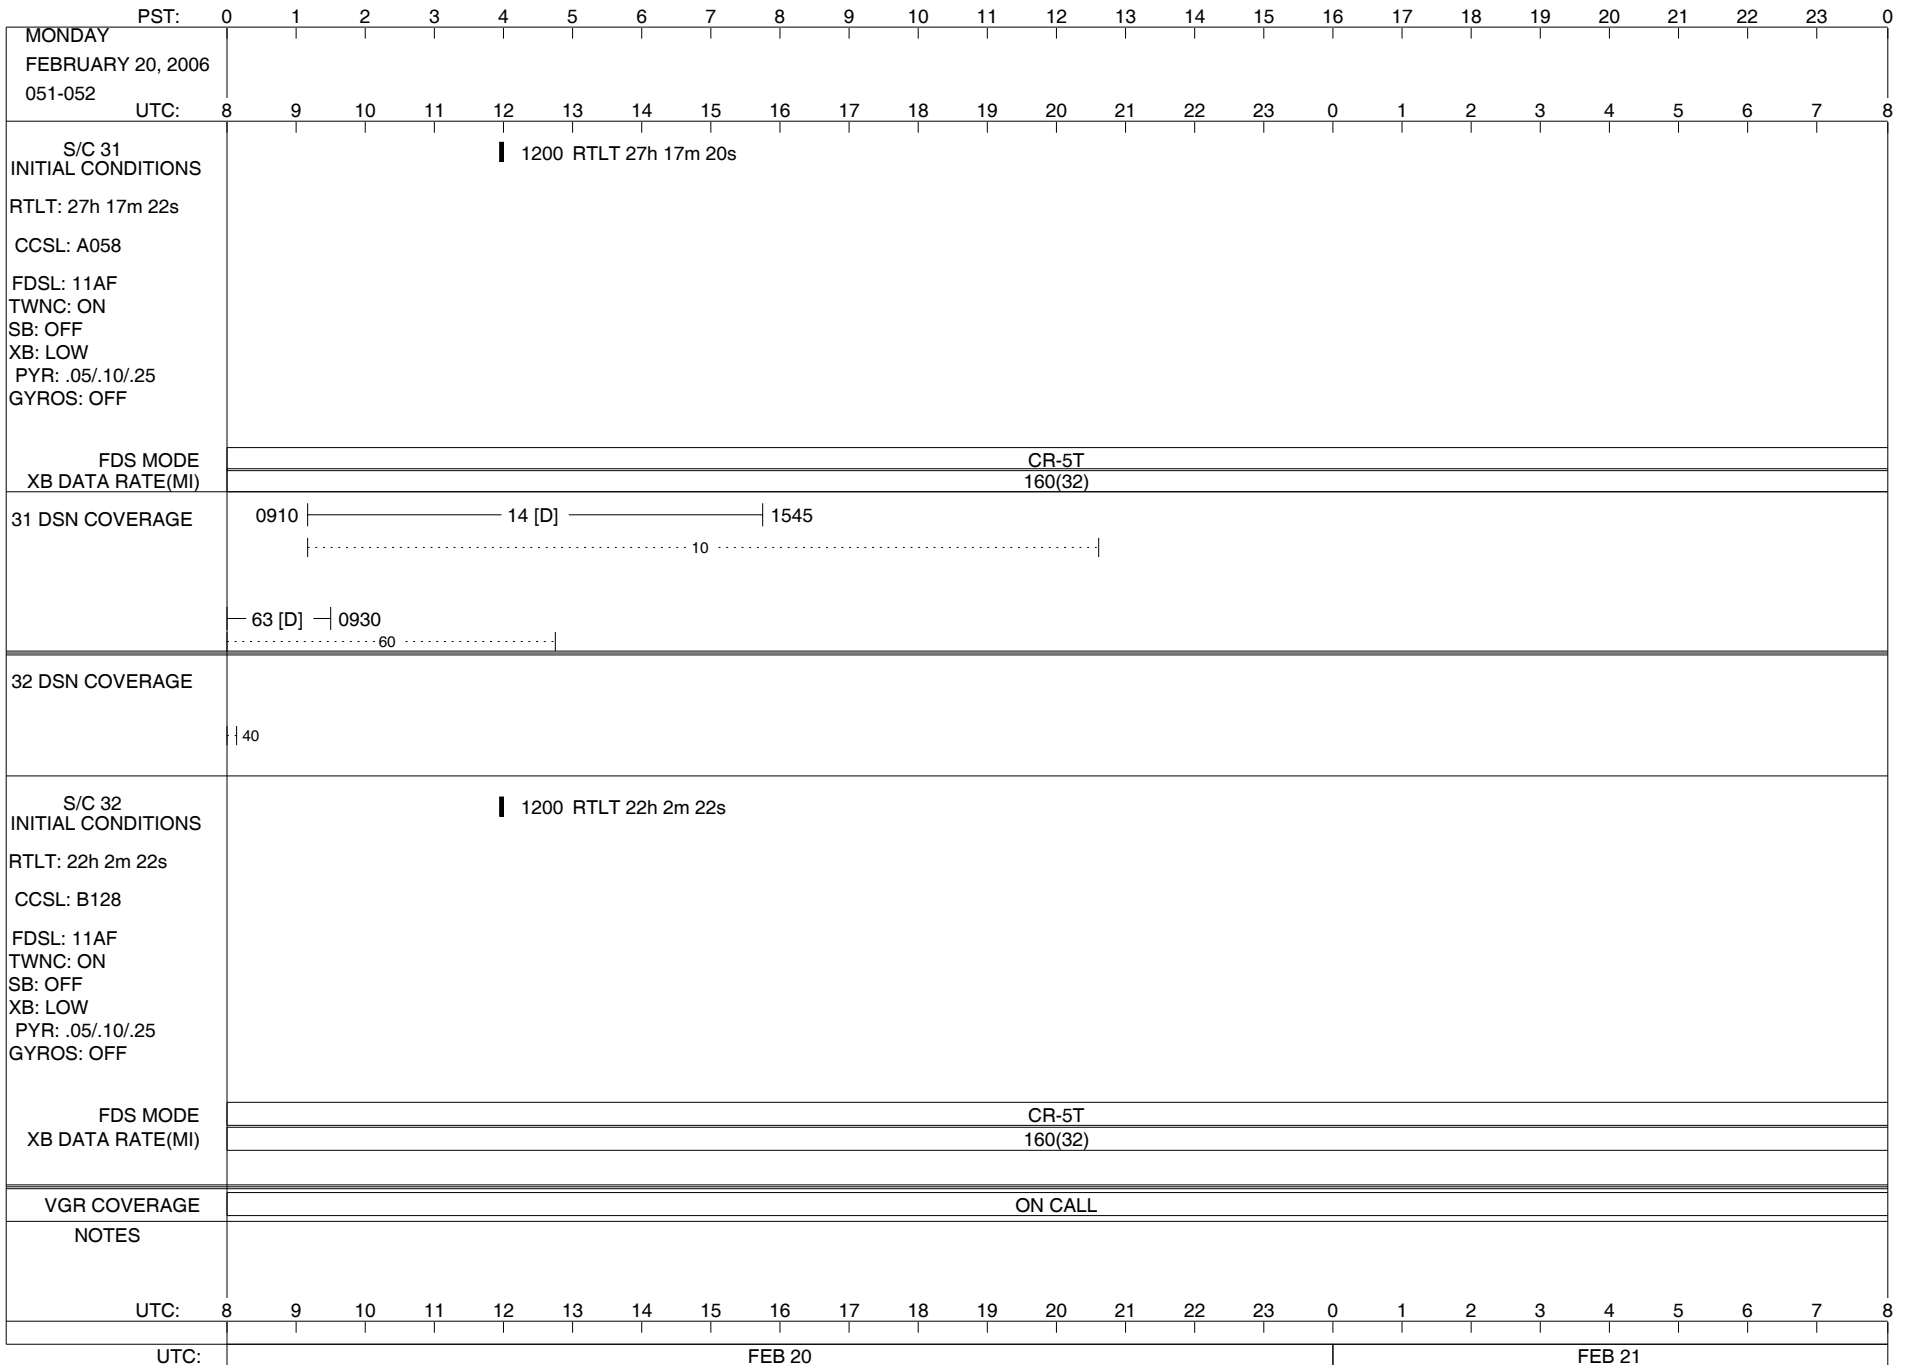 PST: 0 1 2 3 4 5 6 7 8 9 10 11 12 13 14 15 16 17 18 19 20 21 22 23 0
MONDAY
FEBRUARY 20, 2006
051-052
UTC: 8 9 10 11 12 13 14 15 16 17 18 19 20 21 22 23 0 1 2 3 4 5 6 7 8
S/C 31
INITIAL CONDITIONS
1200 RTLT 27h 17m 20s
RTLT: 27h 17m 22s
CCSL: A058
FDSL: 11AF
TWNC: ON
SB: OFF
XB: LOW
PYR: .05/.10/.25
GYROS: OFF
FDS MODE CR-5T
XB DATA RATE(MI) 160(32)
31 DSN COVERAGE 0910 14 [D] 1545
10
63 [D] 0930
60
32 DSN COVERAGE
40
S/C 32
INITIAL CONDITIONS
1200 RTLT 22h 2m 22s
RTLT: 22h 2m 22s
CCSL: B128
FDSL: 11AF
TWNC: ON
SB: OFF
XB: LOW
PYR: .05/.10/.25
GYROS: OFF
FDS MODE CR-5T
XB DATA RATE(MI) 160(32)
VGR COVERAGE ON CALL
NOTES
UTC: 8 9 10 11 12 13 14 15 16 17 18 19 20 21 22 23 0 1 2 3 4 5 6 7 8
UTC: FEB 20 FEB 21